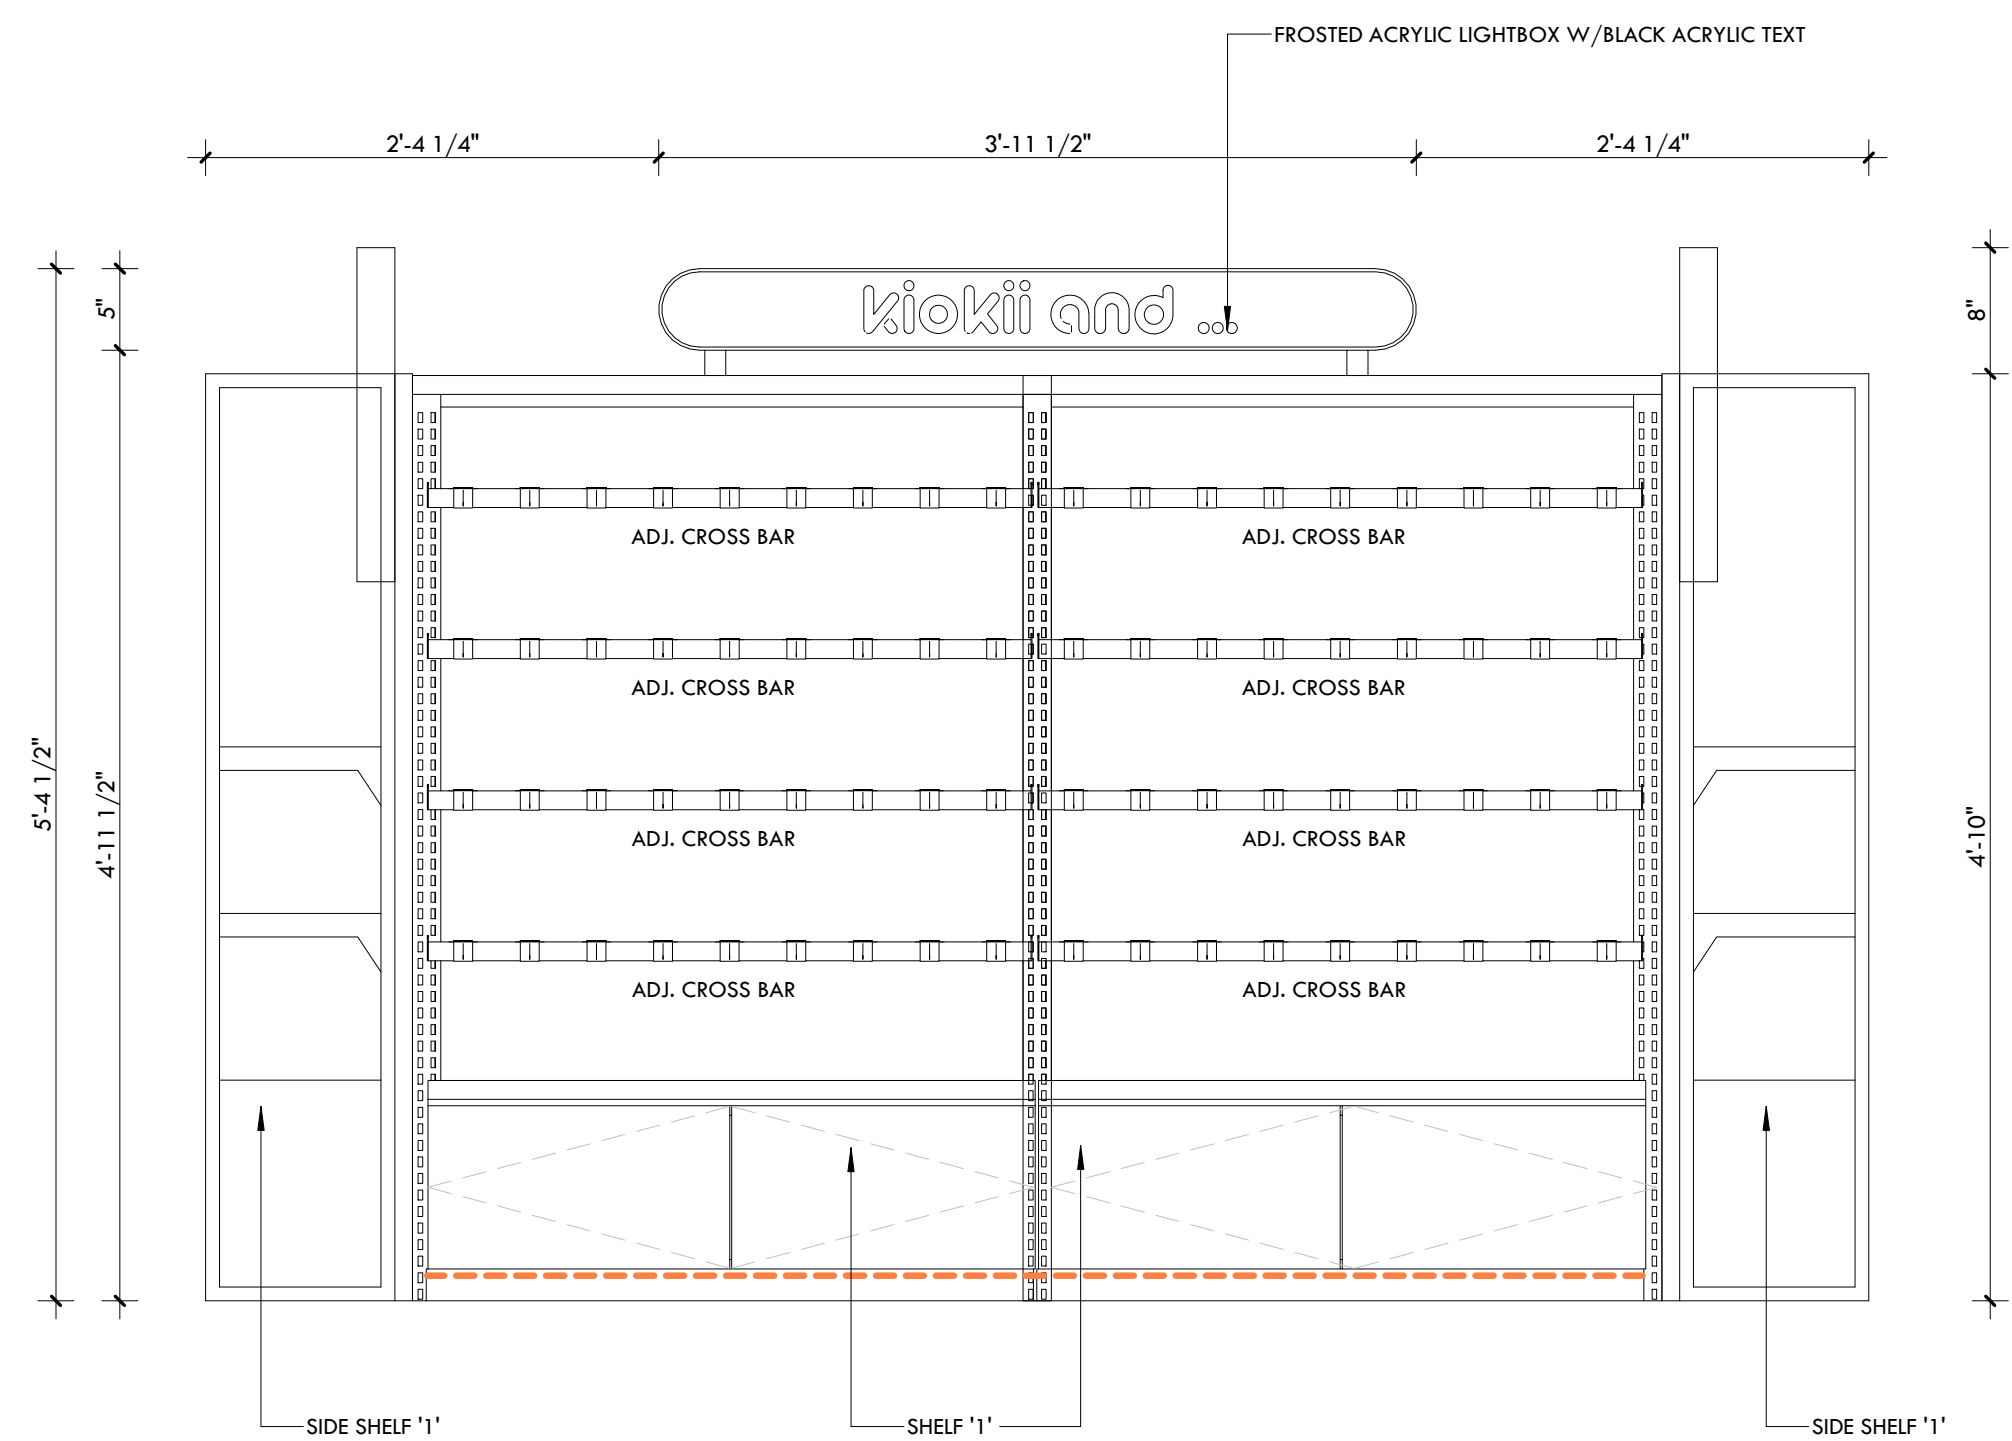 FROSTED ACRYLIC LIGHTBOX W/BLACK ACRYLIC TEXT
2'-4 1/4" 3'-11 1/2" 2'-4 1/4"
5" 8"
kiokii and ...
ADJ. CROSS BAR ADJ. CROSS BAR
ADJ. CROSS BAR ADJ. CROSS BAR
5'-4 1/2" 4'-11 1/2" 4'-10"
ADJ. CROSS BAR ADJ. CROSS BAR
ADJ. CROSS BAR ADJ. CROSS BAR
SIDE SHELF '1' SHELF '1' SIDE SHELF '1'